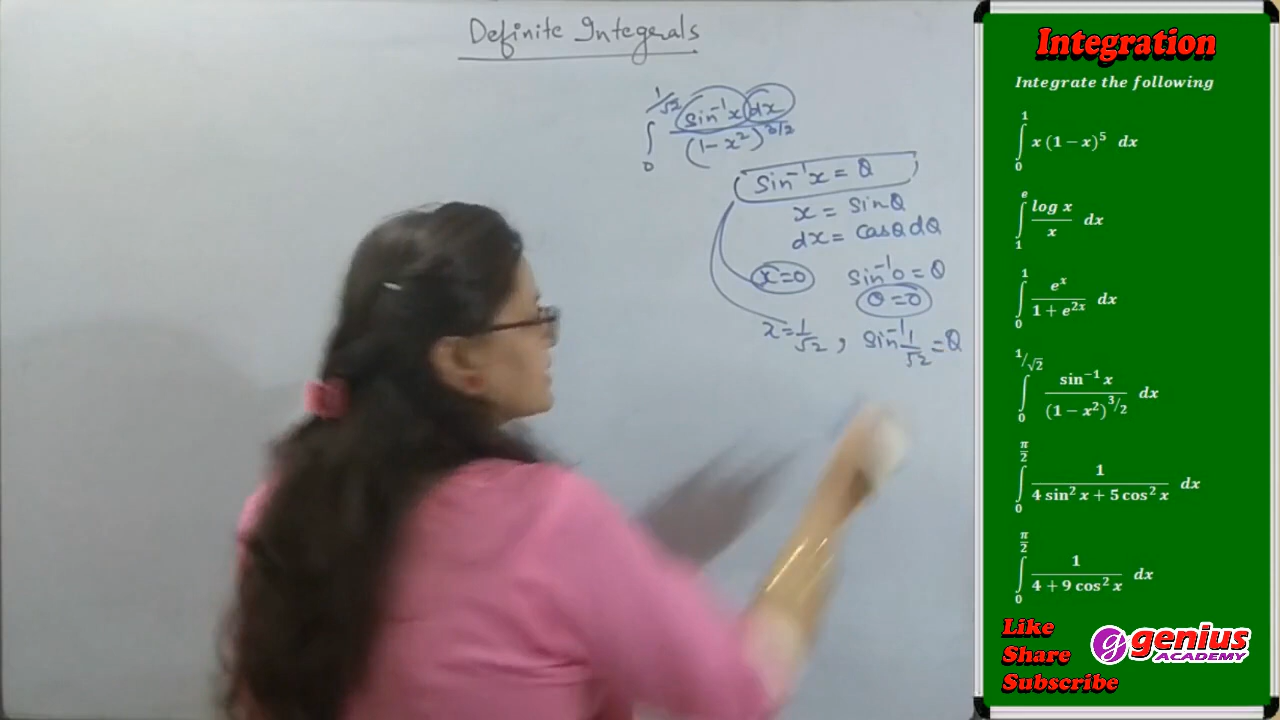 Definite Integerals
∫₀^{1/√2} sin⁻¹x dx / (1-x²)^{3/2}
sin⁻¹x = θ
x = sinθ
dx = cosθ dθ
x=0 sin⁻¹0 = θ
θ = 0
x = 1/√2 , sin⁻¹ 1/√2 = θ
Integration
Integrate the following
∫₀¹ x (1 − x)⁵ dx
∫₁ᵉ log x / x dx
∫₀¹ eˣ / 1 + e²ˣ dx
∫₀^{1/√2} sin⁻¹ x / (1 − x²)^{3/2} dx
∫₀^{π/2} 1 / 4 sin² x + 5 cos² x dx
∫₀^{π/2} 1 / 4 + 9 cos² x dx
Like
Share
Subscribe
genius
ACADEMY